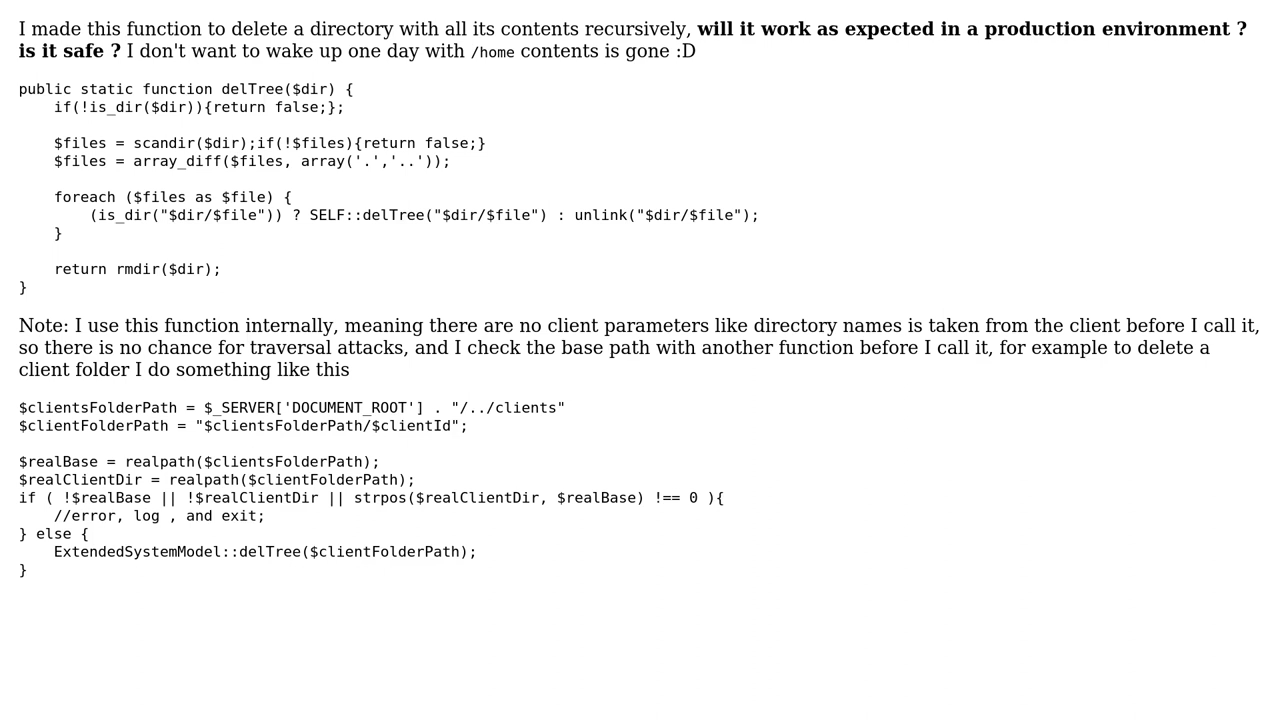 I made this function to delete a directory with all its contents recursively, will it work as expected in a production environment ?
is it safe ? I don't want to wake up one day with /home contents is gone :D
public static function delTree($dir) {
    if(!is_dir($dir)){return false;};
    $files = scandir($dir);if(!$files){return false;}
    $files = array_diff($files, array('.','..'));
    foreach ($files as $file) {
        (is_dir("$dir/$file")) ? SELF::delTree("$dir/$file") : unlink("$dir/$file");
    }
    return rmdir($dir);
}
Note: I use this function internally, meaning there are no client parameters like directory names is taken from the client before I call it,
so there is no chance for traversal attacks, and I check the base path with another function before I call it, for example to delete a
client folder I do something like this
$clientsFolderPath = $_SERVER['DOCUMENT_ROOT'] . "/../clients"
$clientFolderPath = "$clientsFolderPath/$clientId";
$realBase = realpath($clientsFolderPath);
$realClientDir = realpath($clientFolderPath);
if ( !$realBase || !$realClientDir || strpos($realClientDir, $realBase) !== 0 ){
    //error, log , and exit;
} else {
    ExtendedSystemModel::delTree($clientFolderPath);
}